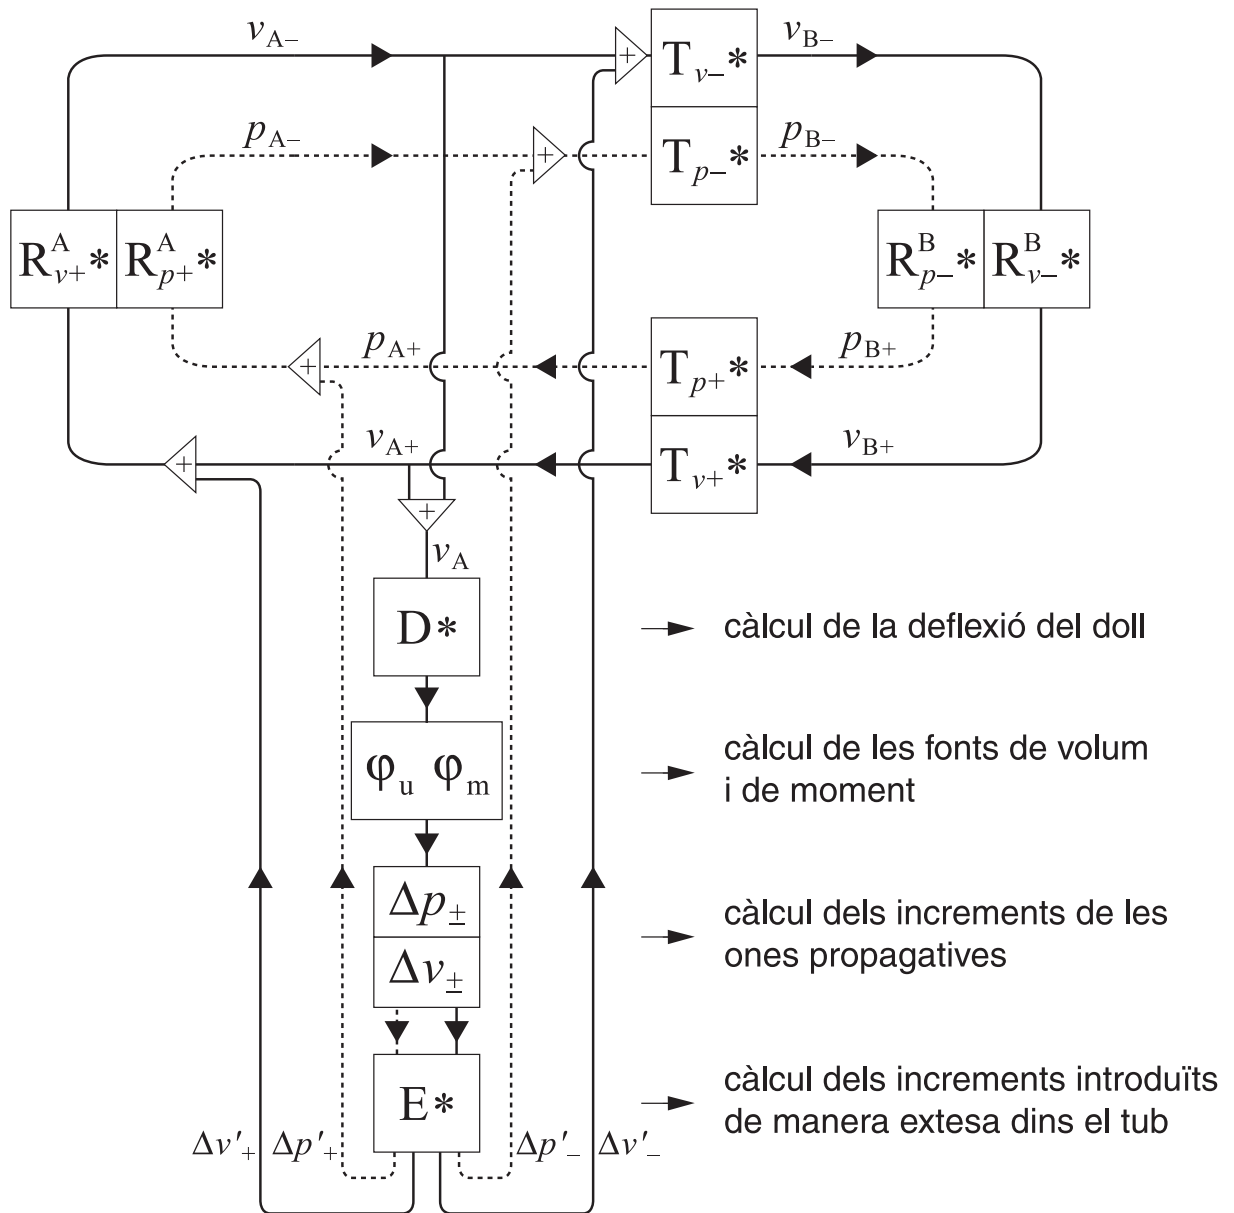 v_A−
v_B−
+
T_v−*
p_A−
p_B−
+
T_p−*
R^A_v+* R^A_p+*
R^B_p−* R^B_v−*
p_A+
p_B+
+
T_p+*
v_A+
v_B+
+
T_v+*
+
v_A
D*
càlcul de la deflexió del doll
φ_u φ_m
càlcul de les fonts de volum
i de moment
Δp_±
Δv_±
càlcul dels increments de les
ones propagatives
E*
càlcul dels increments introduïts
de manera extesa dins el tub
Δv′_+ Δp′_+ Δp′_− Δv′_−